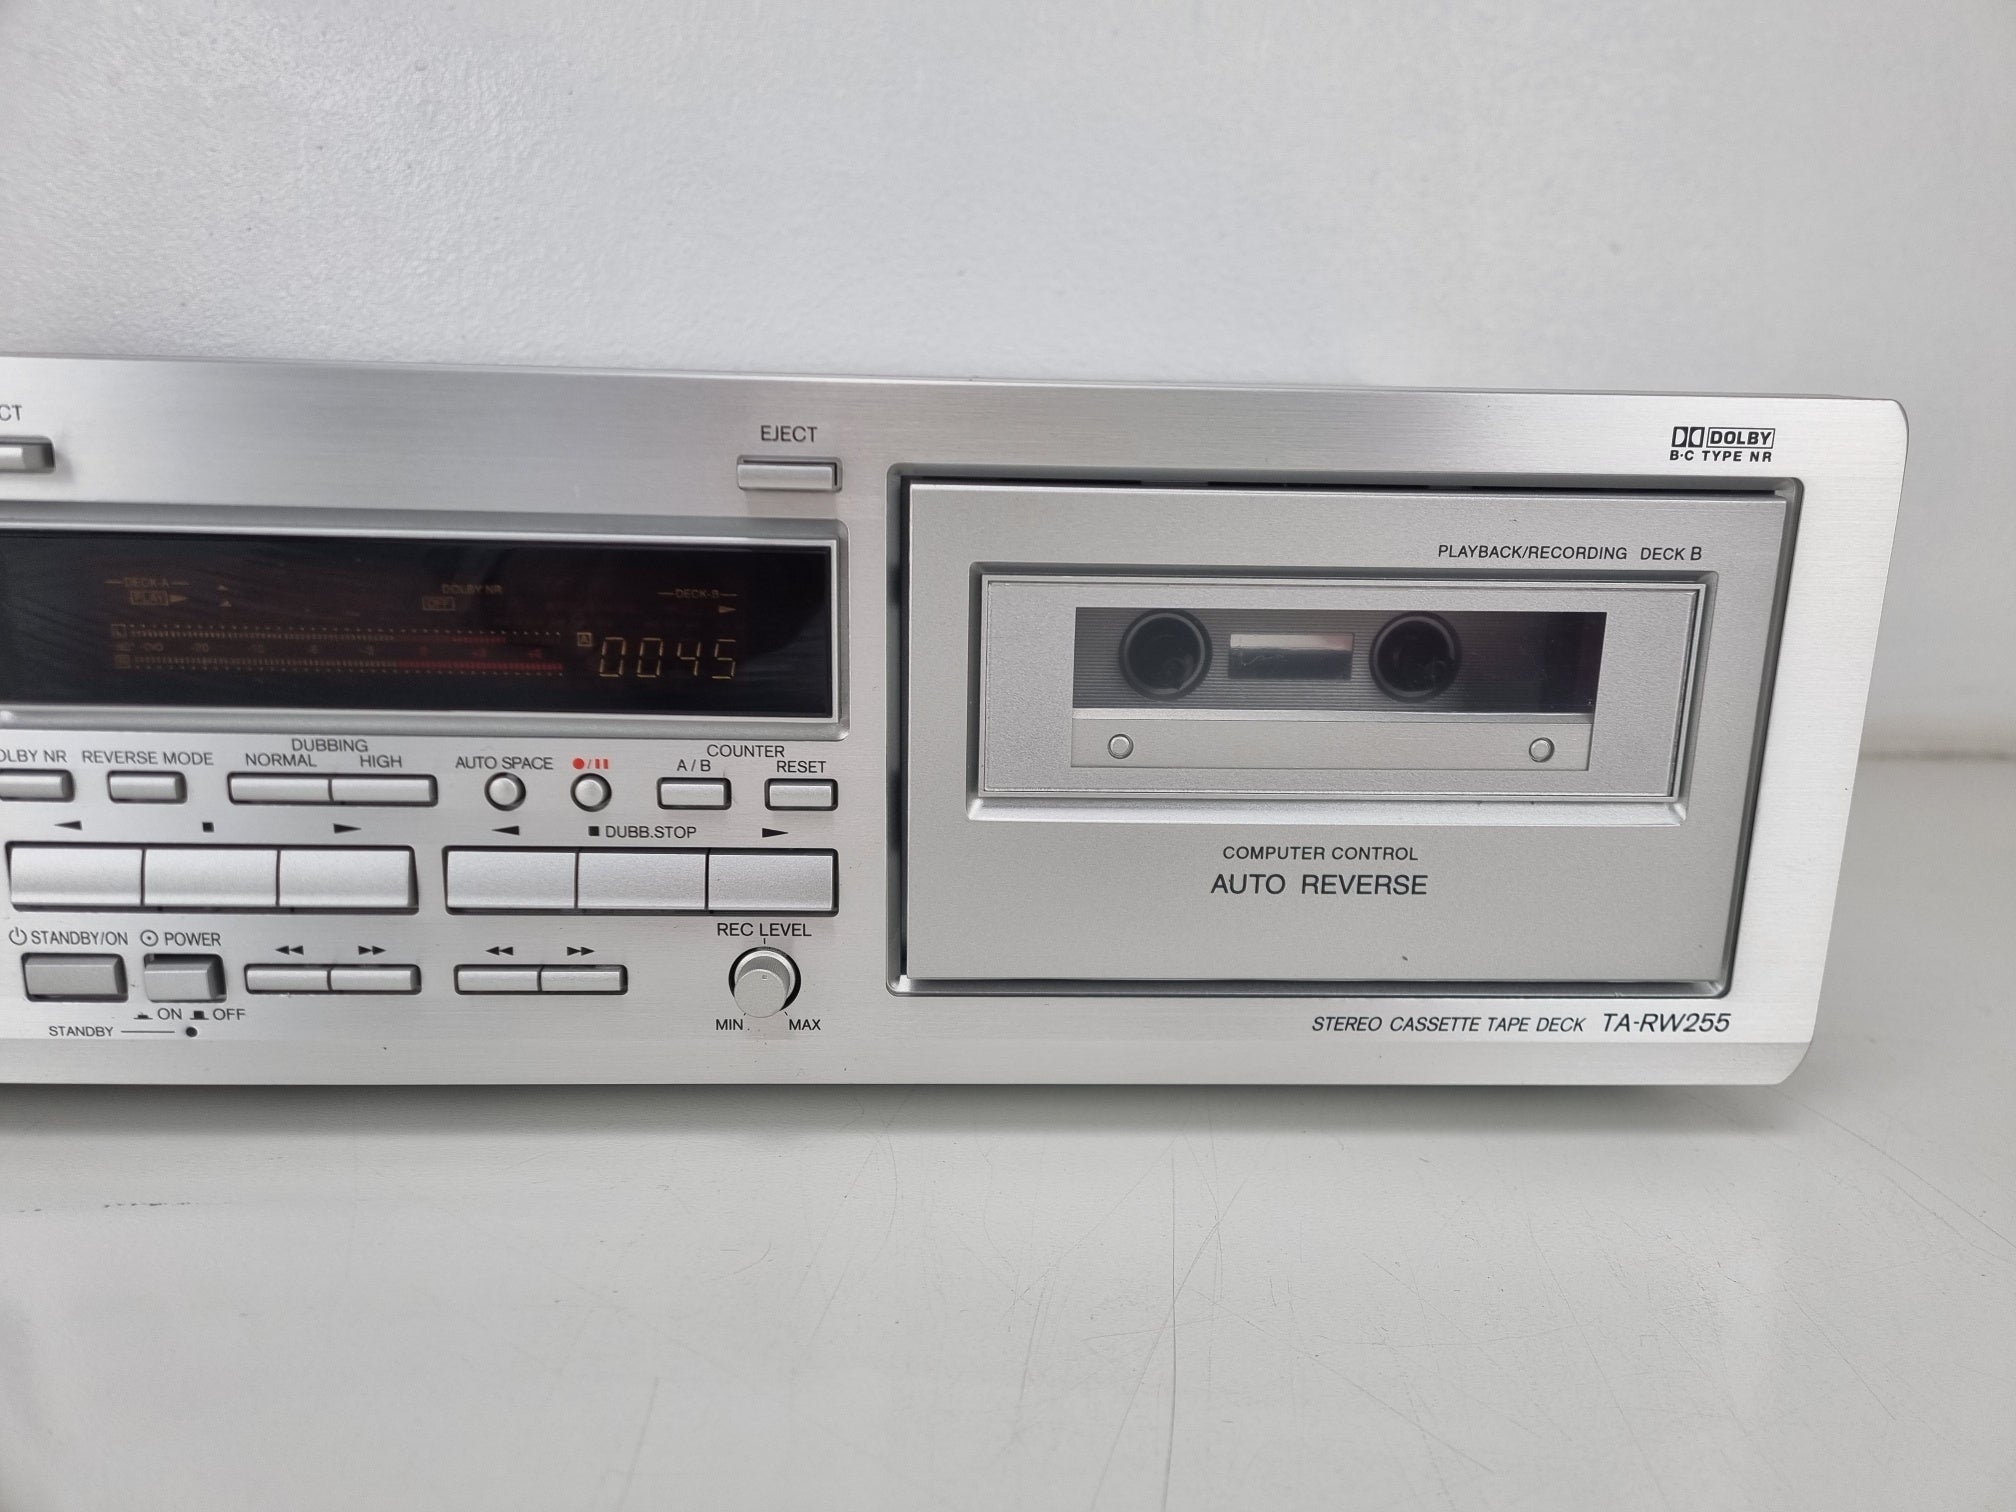 CT
EJECT
DOLBY
B·C TYPE NR
PLAYBACK/RECORDING DECK B
DECK-A
PLAY
DOLBY NR
OFF
DECK-B
L
A
0045
R
OLBY NR
REVERSE MODE
DUBBING
NORMAL
HIGH
AUTO SPACE
COUNTER
A / B
RESET
DUBB.STOP
COMPUTER CONTROL
AUTO REVERSE
STANDBY/ON
POWER
REC LEVEL
ON
OFF
STANDBY
MIN
MAX
STEREO CASSETTE TAPE DECK TA-RW255